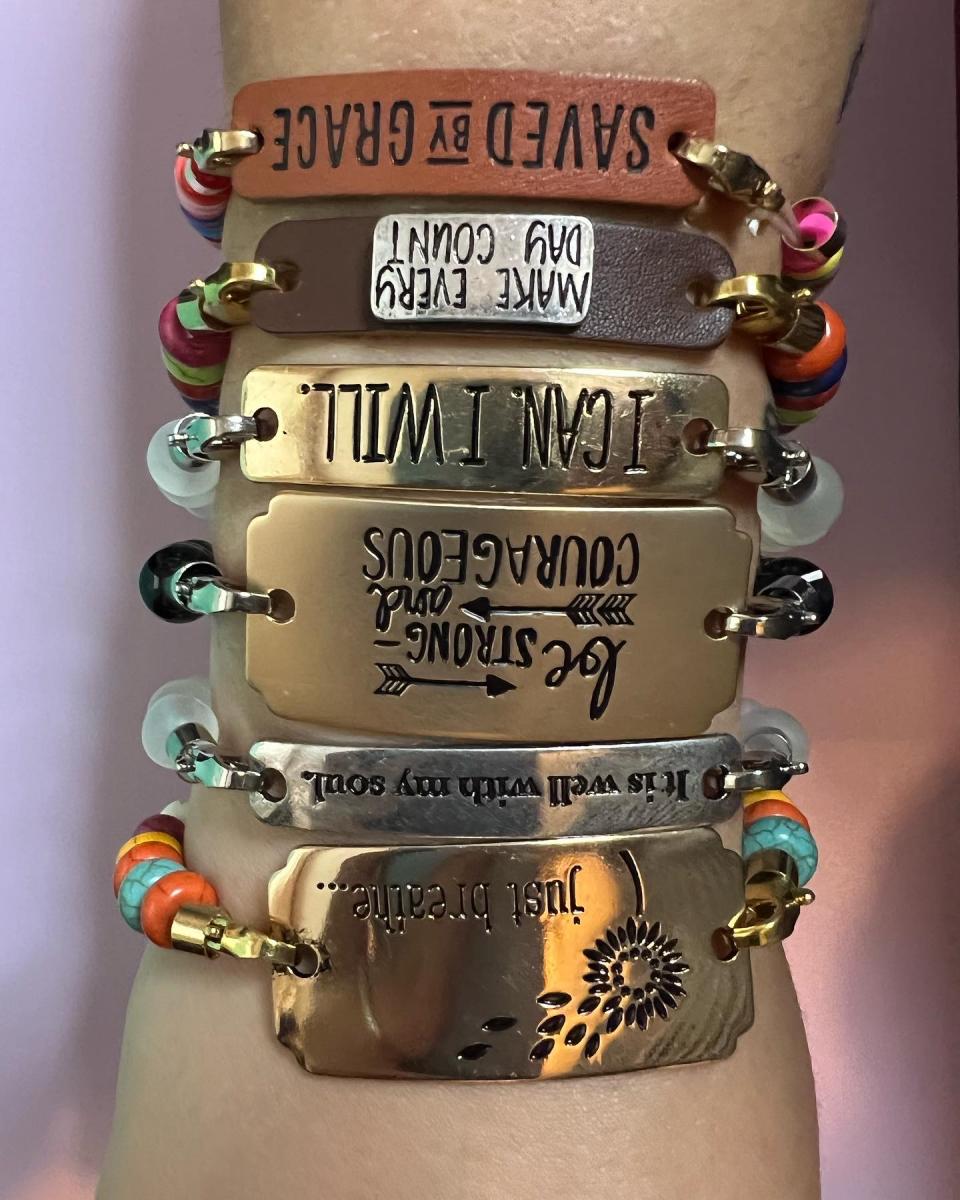 just breathe...
It is well with my soul.
be STRONG –
and
COURAGEOUS
I CAN. I WILL.
MAKE EVERY
DAY COUNT
SAVED BY GRACE